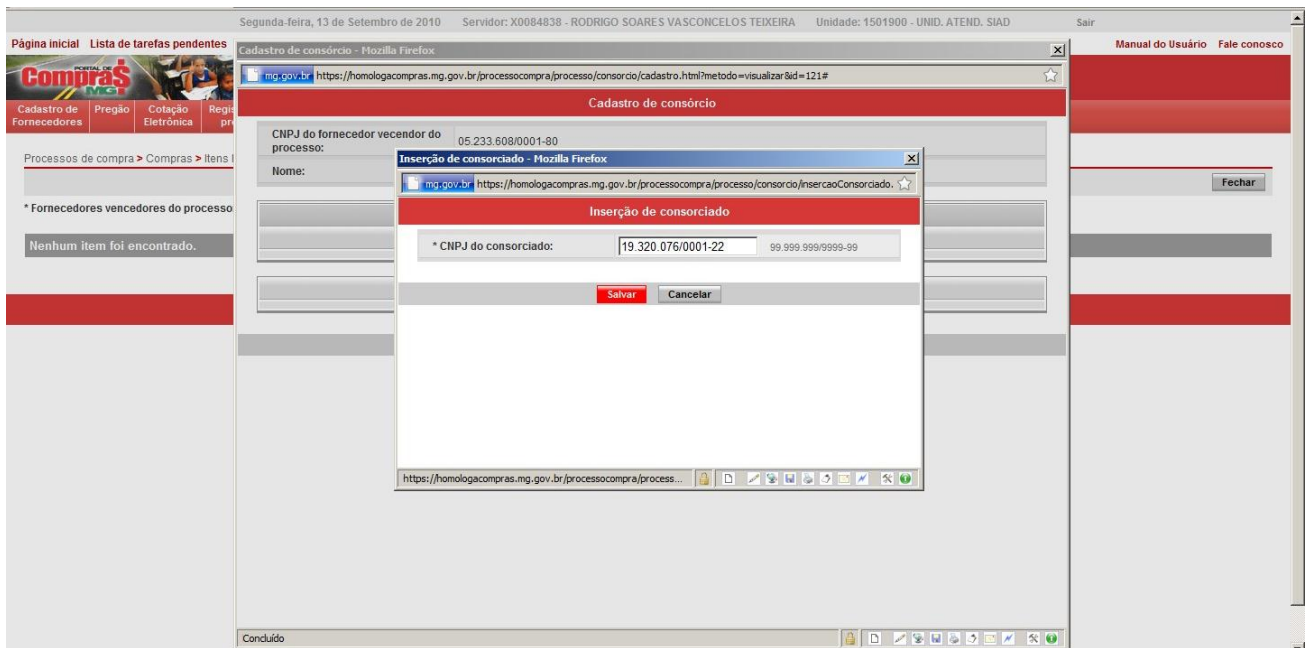 Segunda-feira, 13 de Setembro de 2010 Servidor: X0084838 - RODRIGO SOARES VASCONCELOS TEIXEIRA Unidade: 1501900 - UNID. ATEND. SIAD Sair
Página inicial Lista de tarefas pendentes Manual do Usuário Fale conosco
Cadastro de consórcio - Mozilla Firefox
PORTAL DE
Compra$
MG
mg.gov.br https://homologacompras.mg.gov.br/processocompra/processo/consorcio/cadastro.html?metodo=visualizar&id=121#
Cadastro de Fornecedores Pregão Cotação Eletrônica
Cadastro de consórcio
CNPJ do fornecedor vecendor do processo: 05.233.608/0001-80
Processos de compra > Compras > Itens
Nome:
Inserção de consorciado - Mozilla Firefox
mg.gov.br https://homologacompras.mg.gov.br/processocompra/processo/consorcio/insercaoConsorciado.
Fechar
* Fornecedores vencedores do processo
Inserção de consorciado
Nenhum item foi encontrado.
* CNPJ do consorciado: 19.320.076/0001-22 99.999.999/9999-99
Salvar Cancelar
https://homologacompras.mg.gov.br/processocompra/process...
Concluído